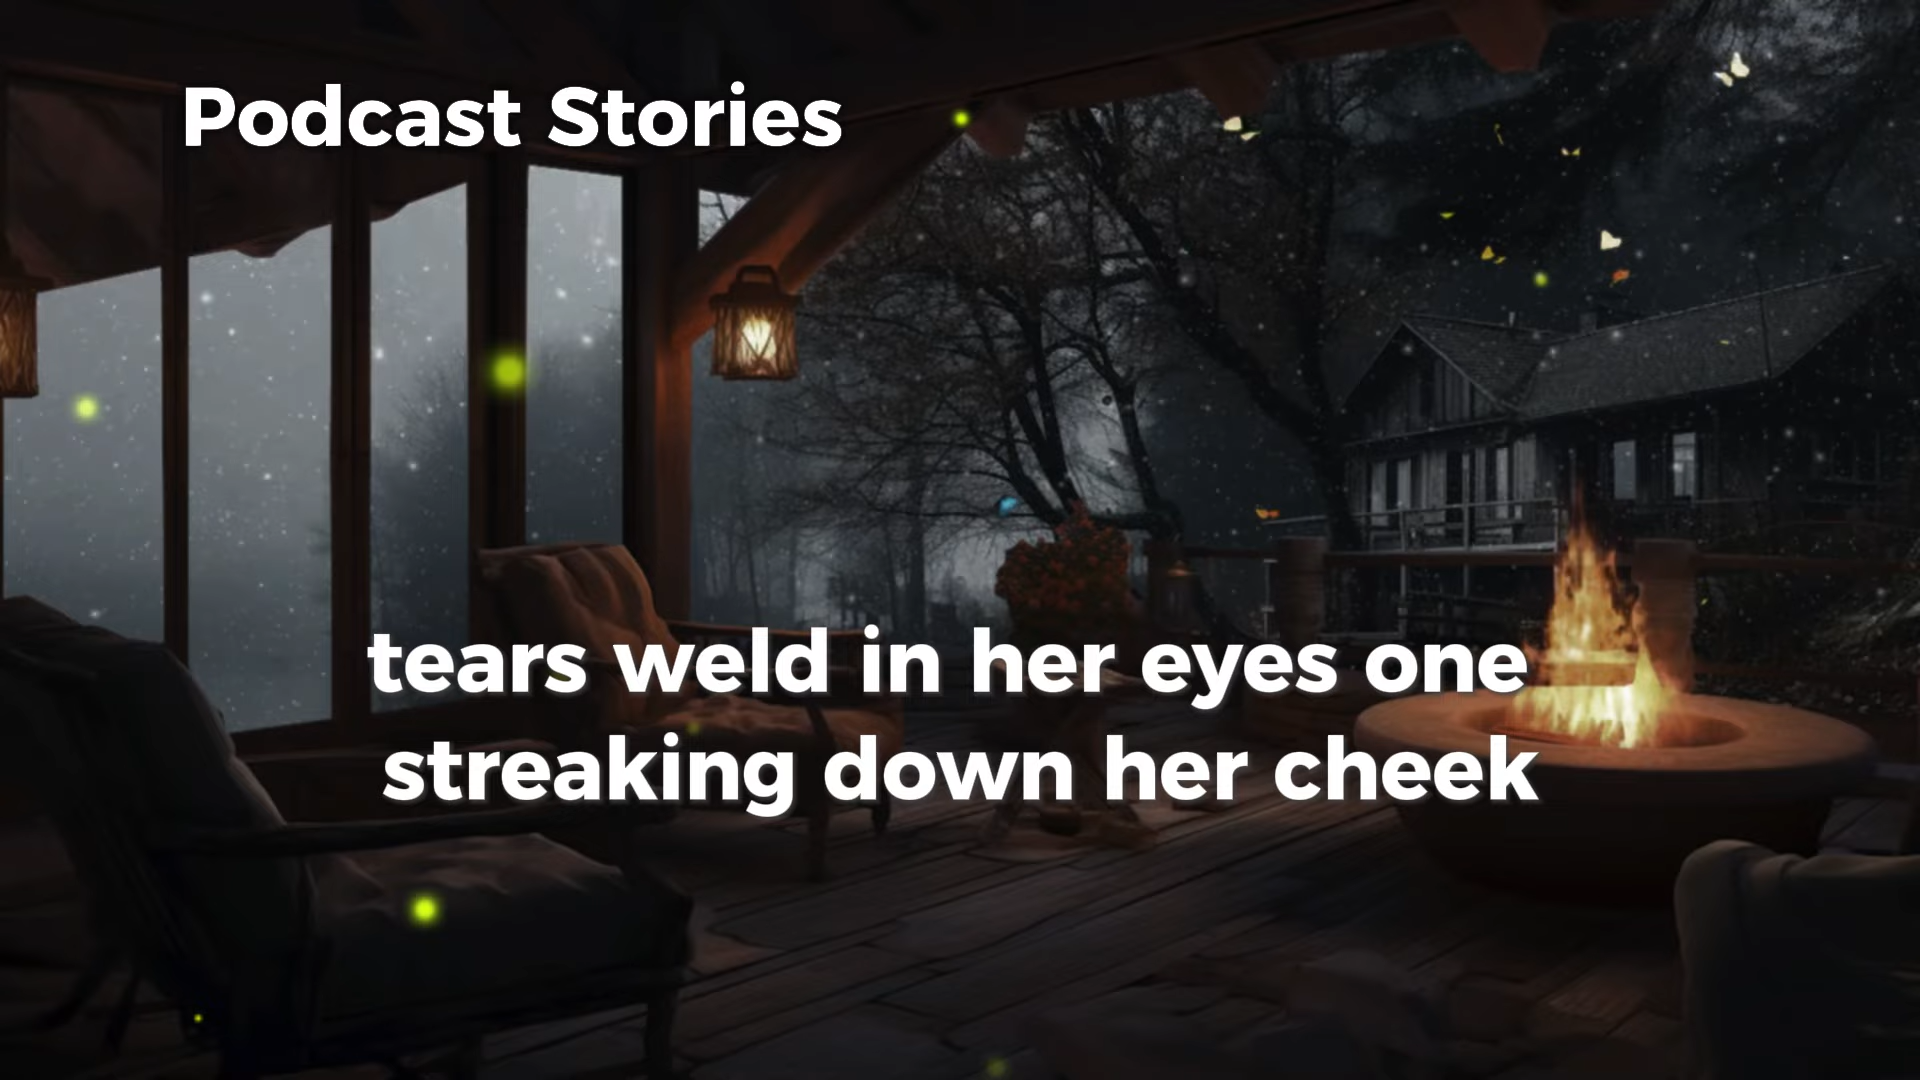 Podcast Stories
tears weld in her eyes one
streaking down her cheek